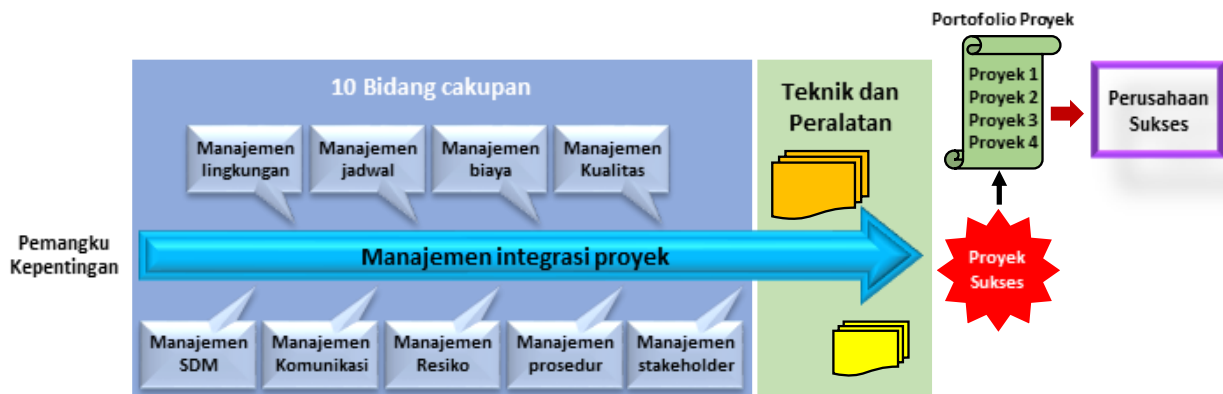 Portofolio Proyek
10 Bidang cakupan
Teknik dan
Peralatan
Proyek 1
Proyek 2
Proyek 3
Proyek 4
Perusahaan
Sukses
Manajemen
lingkungan
Manajemen
jadwal
Manajemen
biaya
Manajemen
Kualitas
Pemangku
Kepentingan
Manajemen integrasi proyek
Proyek
Sukses
Manajemen
SDM
Manajemen
Komunikasi
Manajemen
Resiko
Manajemen
prosedur
Manajemen
stakeholder